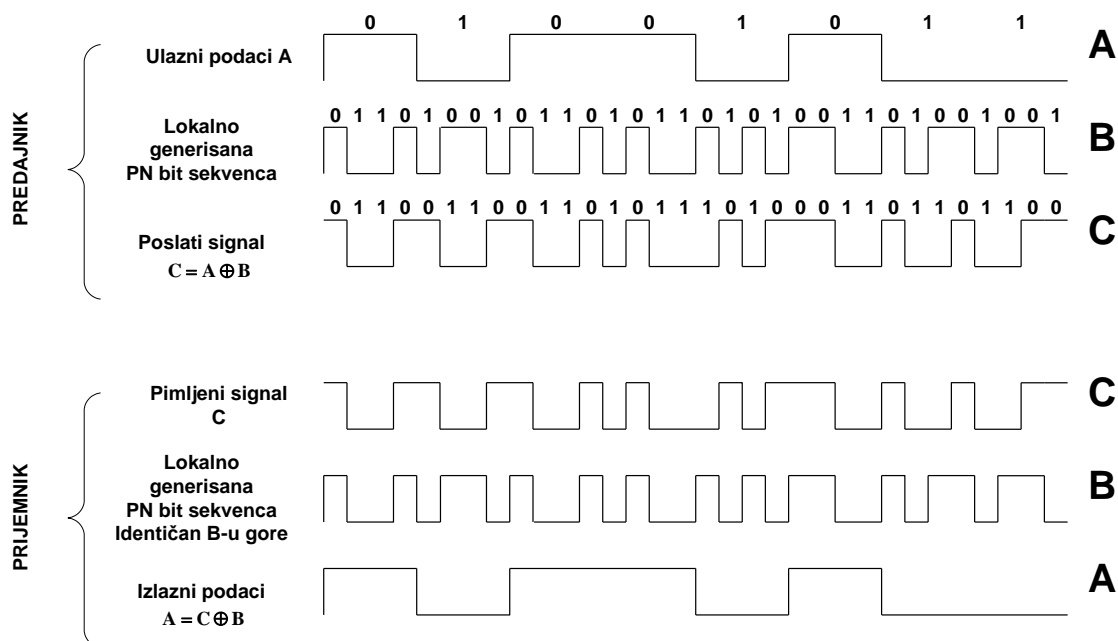 0 1 0 0 1 0 1 1
Ulazni podaci A
A
PREDAJNIK
0 1 1 0 1 0 0 1 0 1 1 0 1 0 1 1 0 1 0 1 0 0 1 1 0 1 0 0 1 0 0 1
Lokalno
generisana
PN bit sekvenca
B
0 1 1 0 0 1 1 0 0 1 1 0 1 0 1 1 1 0 1 0 0 0 1 1 0 1 1 0 1 1 0 0
Poslati signal
C = A ⊕ B
C
PRIJEMNIK
Pimljeni signal
C
C
Lokalno
generisana
PN bit sekvenca
Identičan B-u gore
B
Izlazni podaci
A = C ⊕ B
A